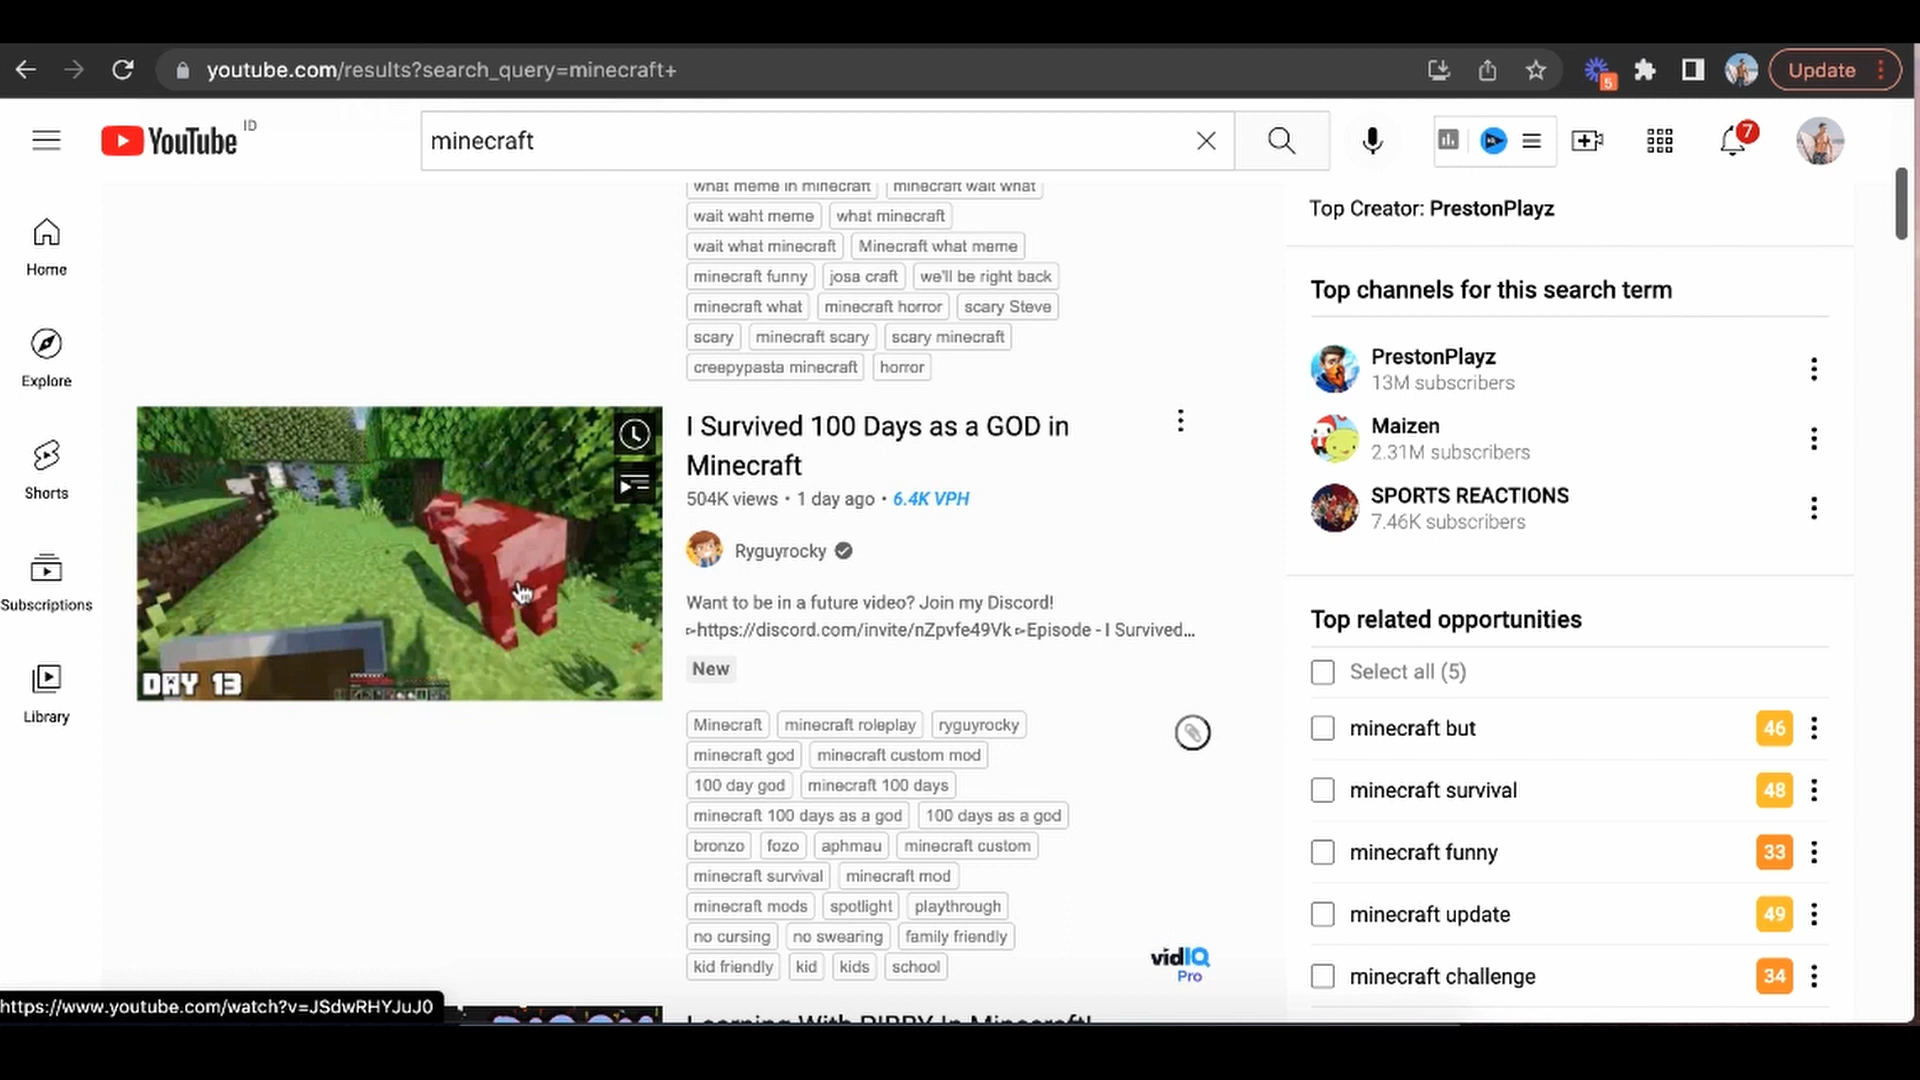 youtube.com/results?search_query=minecraft+
5
Update
YouTube ID
minecraft
7
Home
Explore
Shorts
Subscriptions
Library
what meme in minecraft
minecraft wait what
wait waht meme
what minecraft
wait what minecraft
Minecraft what meme
minecraft funny
josa craft
we'll be right back
minecraft what
minecraft horror
scary Steve
scary
minecraft scary
scary minecraft
creepypasta minecraft
horror
DAY 13
I Survived 100 Days as a GOD in
Minecraft
504K views • 1 day ago • 6.4K VPH
Ryguyrocky
Want to be in a future video? Join my Discord!
▻https://discord.com/invite/nZpvfe49Vk ▻Episode - I Survived...
New
Minecraft
minecraft roleplay
ryguyrocky
minecraft god
minecraft custom mod
100 day god
minecraft 100 days
minecraft 100 days as a god
100 days as a god
bronzo
fozo
aphmau
minecraft custom
minecraft survival
minecraft mod
minecraft mods
spotlight
playthrough
no cursing
no swearing
family friendly
kid friendly
kid
kids
school
vidIQ
Pro
In Minecraft!
Top Creator: PrestonPlayz
Top channels for this search term
PrestonPlayz
13M subscribers
Maizen
2.31M subscribers
SPORTS REACTIONS
7.46K subscribers
Top related opportunities
Select all (5)
minecraft but 46
minecraft survival 48
minecraft funny 33
minecraft update 49
minecraft challenge 34
https://www.youtube.com/watch?v=JSdwRHYJuJ0